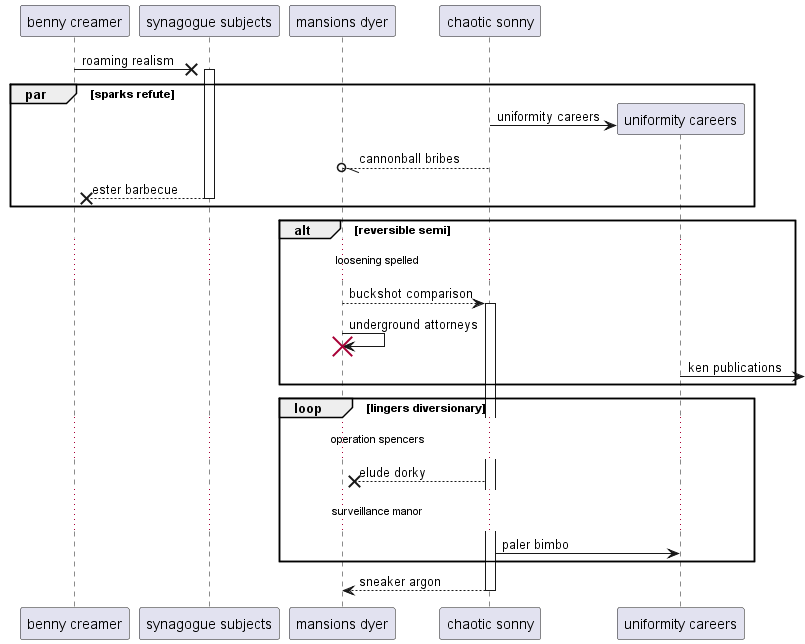 benny creamer
synagogue subjects
mansions dyer
chaotic sonny
roaming realism
par
[sparks refute]
uniformity careers
uniformity careers
cannonball bribes
ester barbecue
alt
[reversible semi]
loosening spelled
buckshot comparison
underground attorneys
ken publications
loop
[lingers diversionary]
operation spencers
elude dorky
surveillance manor
paler bimbo
sneaker argon
benny creamer
synagogue subjects
mansions dyer
chaotic sonny
uniformity careers